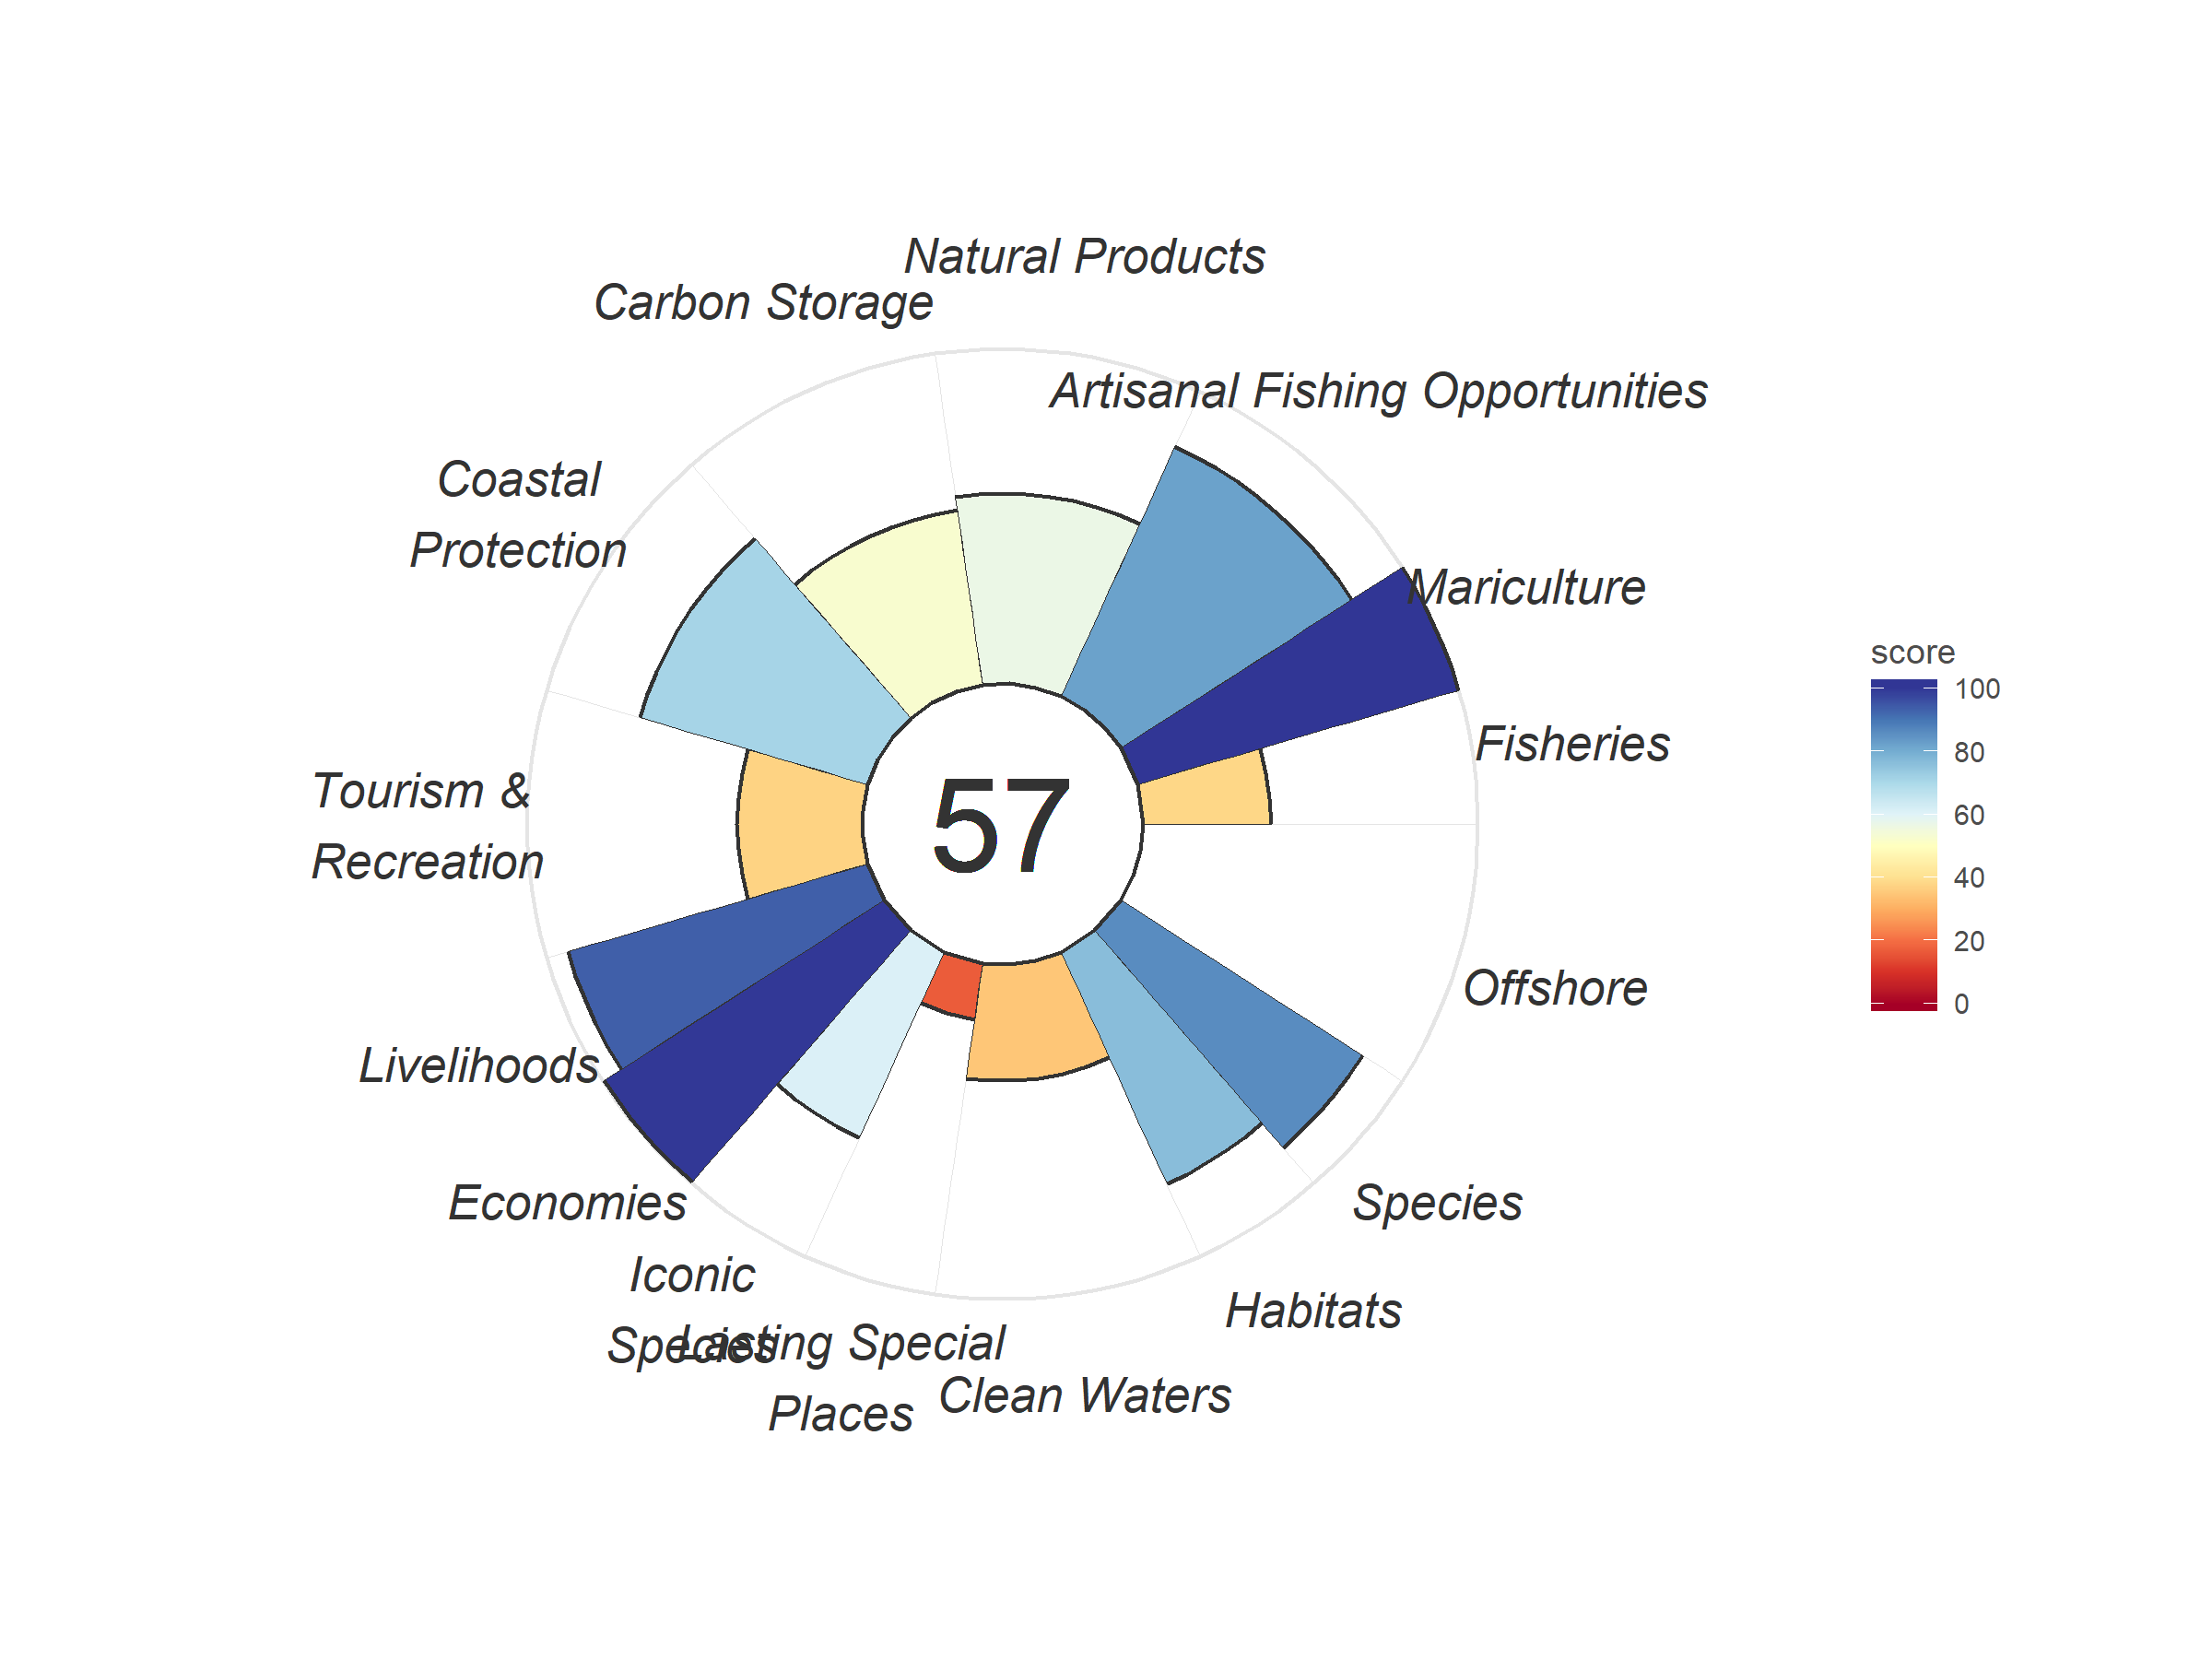 Natural Products
Carbon Storage
Artisanal Fishing Opportunities
Coastal
Protection
Mariculture
Fisheries
Tourism &
Recreation
57
Offshore
Livelihoods
Economies
Species
Iconic
Species
Habitats
Lasting Special
Places
Clean Waters
score
100
80
60
40
20
0